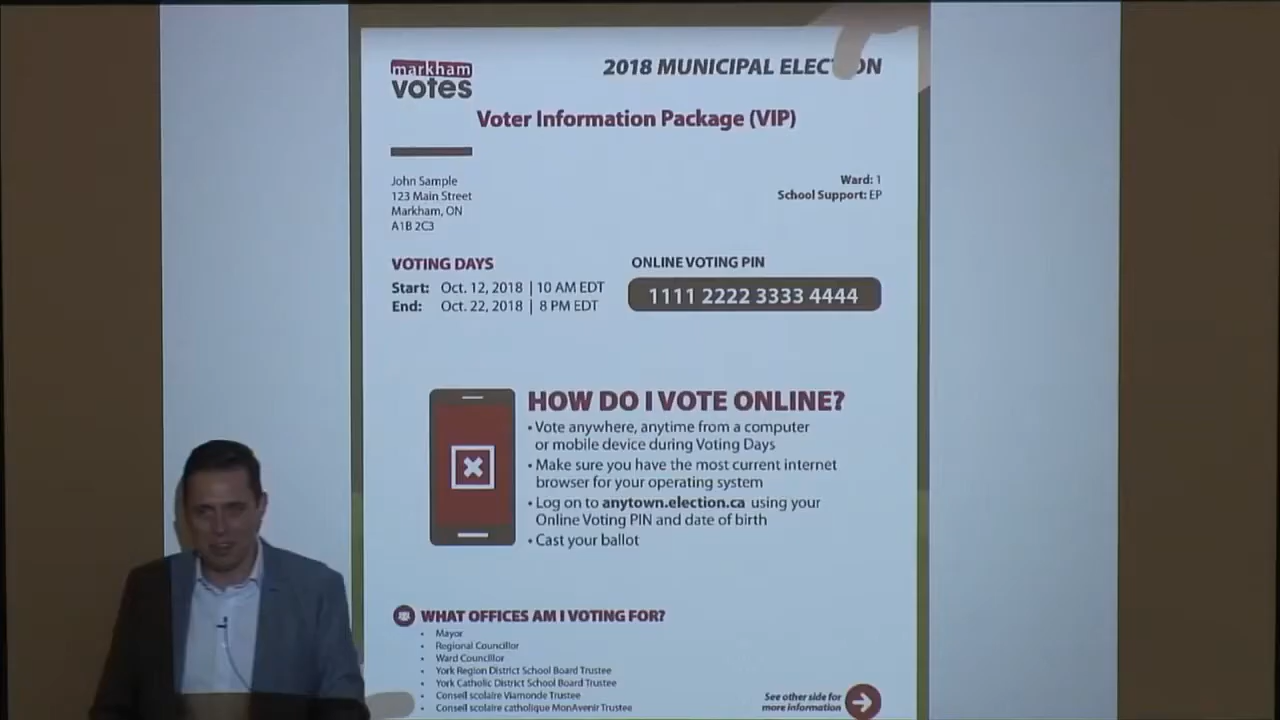 markham
votes
2018 MUNICIPAL ELEC ON
Voter Information Package (VIP)
John Sample
123 Main Street
Markham, ON
A1B 2C3
Ward: 1
School Support: EP
VOTING DAYS
Start: Oct. 12, 2018 | 10 AM EDT
End: Oct. 22, 2018 | 8 PM EDT
ONLINE VOTING PIN
1111 2222 3333 4444
HOW DO I VOTE ONLINE?
• Vote anywhere, anytime from a computer
or mobile device during Voting Days
• Make sure you have the most current internet
browser for your operating system
• Log on to anytown.election.ca using your
Online Voting PIN and date of birth
• Cast your ballot
WHAT OFFICES AM I VOTING FOR?
• Mayor
• Regional Councillor
• Ward Councillor
• York Region District School Board Trustee
• York Catholic District School Board Trustee
• Conseil scolaire Viamonde Trustee
• Conseil scolaire catholique MonAvenir Trustee
See other side for
more information